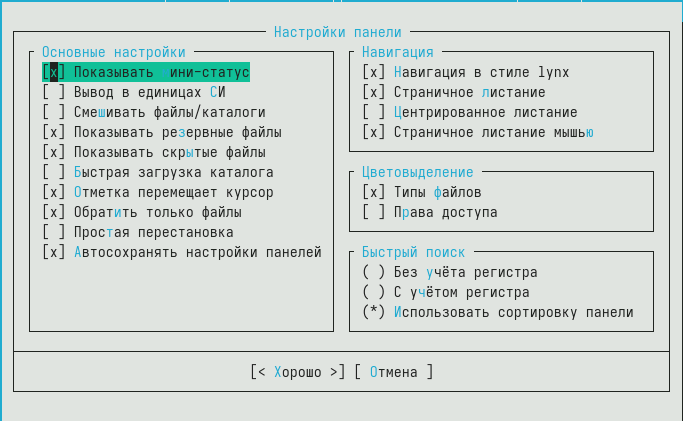 Настройки панели
Основные настройки
[x] Показывать мини-статус
[ ] Вывод в единицах СИ
[ ] Смешивать файлы/каталоги
[x] Показывать резервные файлы
[x] Показывать скрытые файлы
[ ] Быстрая загрузка каталога
[x] Отметка перемещает курсор
[x] Обратить только файлы
[ ] Простая перестановка
[x] Автосохранять настройки панелей
Навигация
[x] Навигация в стиле lynx
[x] Страничное листание
[ ] Центрированное листание
[x] Страничное листание мышью
Цветовыделение
[x] Типы файлов
[ ] Права доступа
Быстрый поиск
( ) Без учёта регистра
( ) С учётом регистра
(*) Использовать сортировку панели
[< Хорошо >] [ Отмена ]